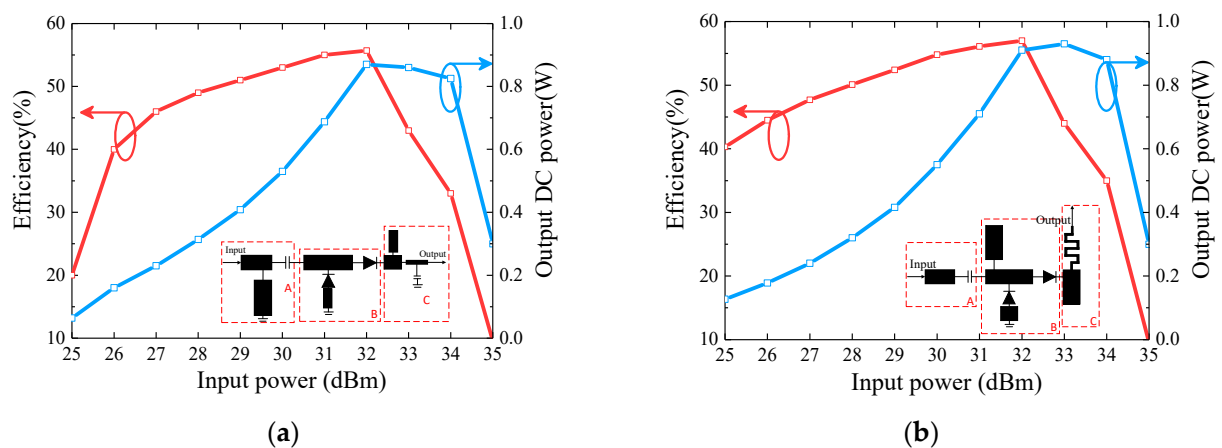 60
50
40
30
20
10
Efficiency(%)
1.0
0.8
0.6
0.4
0.2
0.0
Output DC power(W)
Input
A
B
Output
C
25 26 27 28 29 30 31 32 33 34 35
Input power (dBm)
(a)
60
50
40
30
20
10
Efficiency(%)
1.0
0.8
0.6
0.4
0.2
0.0
Output DC power(W)
Input
A
B
Output
C
25 26 27 28 29 30 31 32 33 34 35
Input power (dBm)
(b)